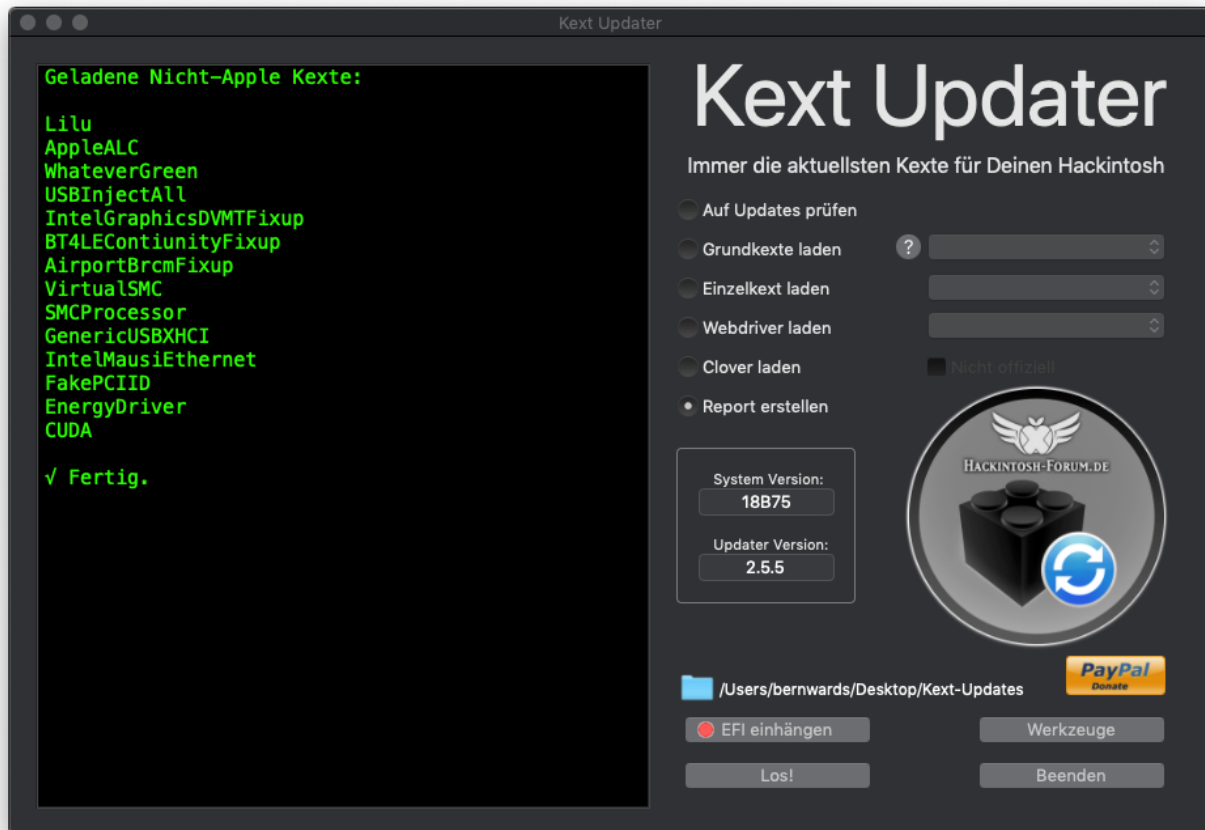 Kext Updater
Geladene Nicht-Apple Kexte:
Lilu
AppleALC
WhateverGreen
USBInjectAll
IntelGraphicsDVMTFixup
BT4LEContiunityFixup
AirportBrcmFixup
VirtualSMC
SMCProcessor
GenericUSBXHCI
IntelMausiEthernet
FakePCIID
EnergyDriver
CUDA
√ Fertig.
Kext Updater
Immer die aktuellsten Kexte für Deinen Hackintosh
Auf Updates prüfen
Grundkexte laden ?
Einzelkext laden
Webdriver laden
Clover laden Nicht offiziell
Report erstellen
System Version:
18B75
Updater Version:
2.5.5
HACKINTOSH-FORUM.DE
/Users/bernwards/Desktop/Kext-Updates
PayPal
Donate
EFI einhängen Werkzeuge
Los! Beenden